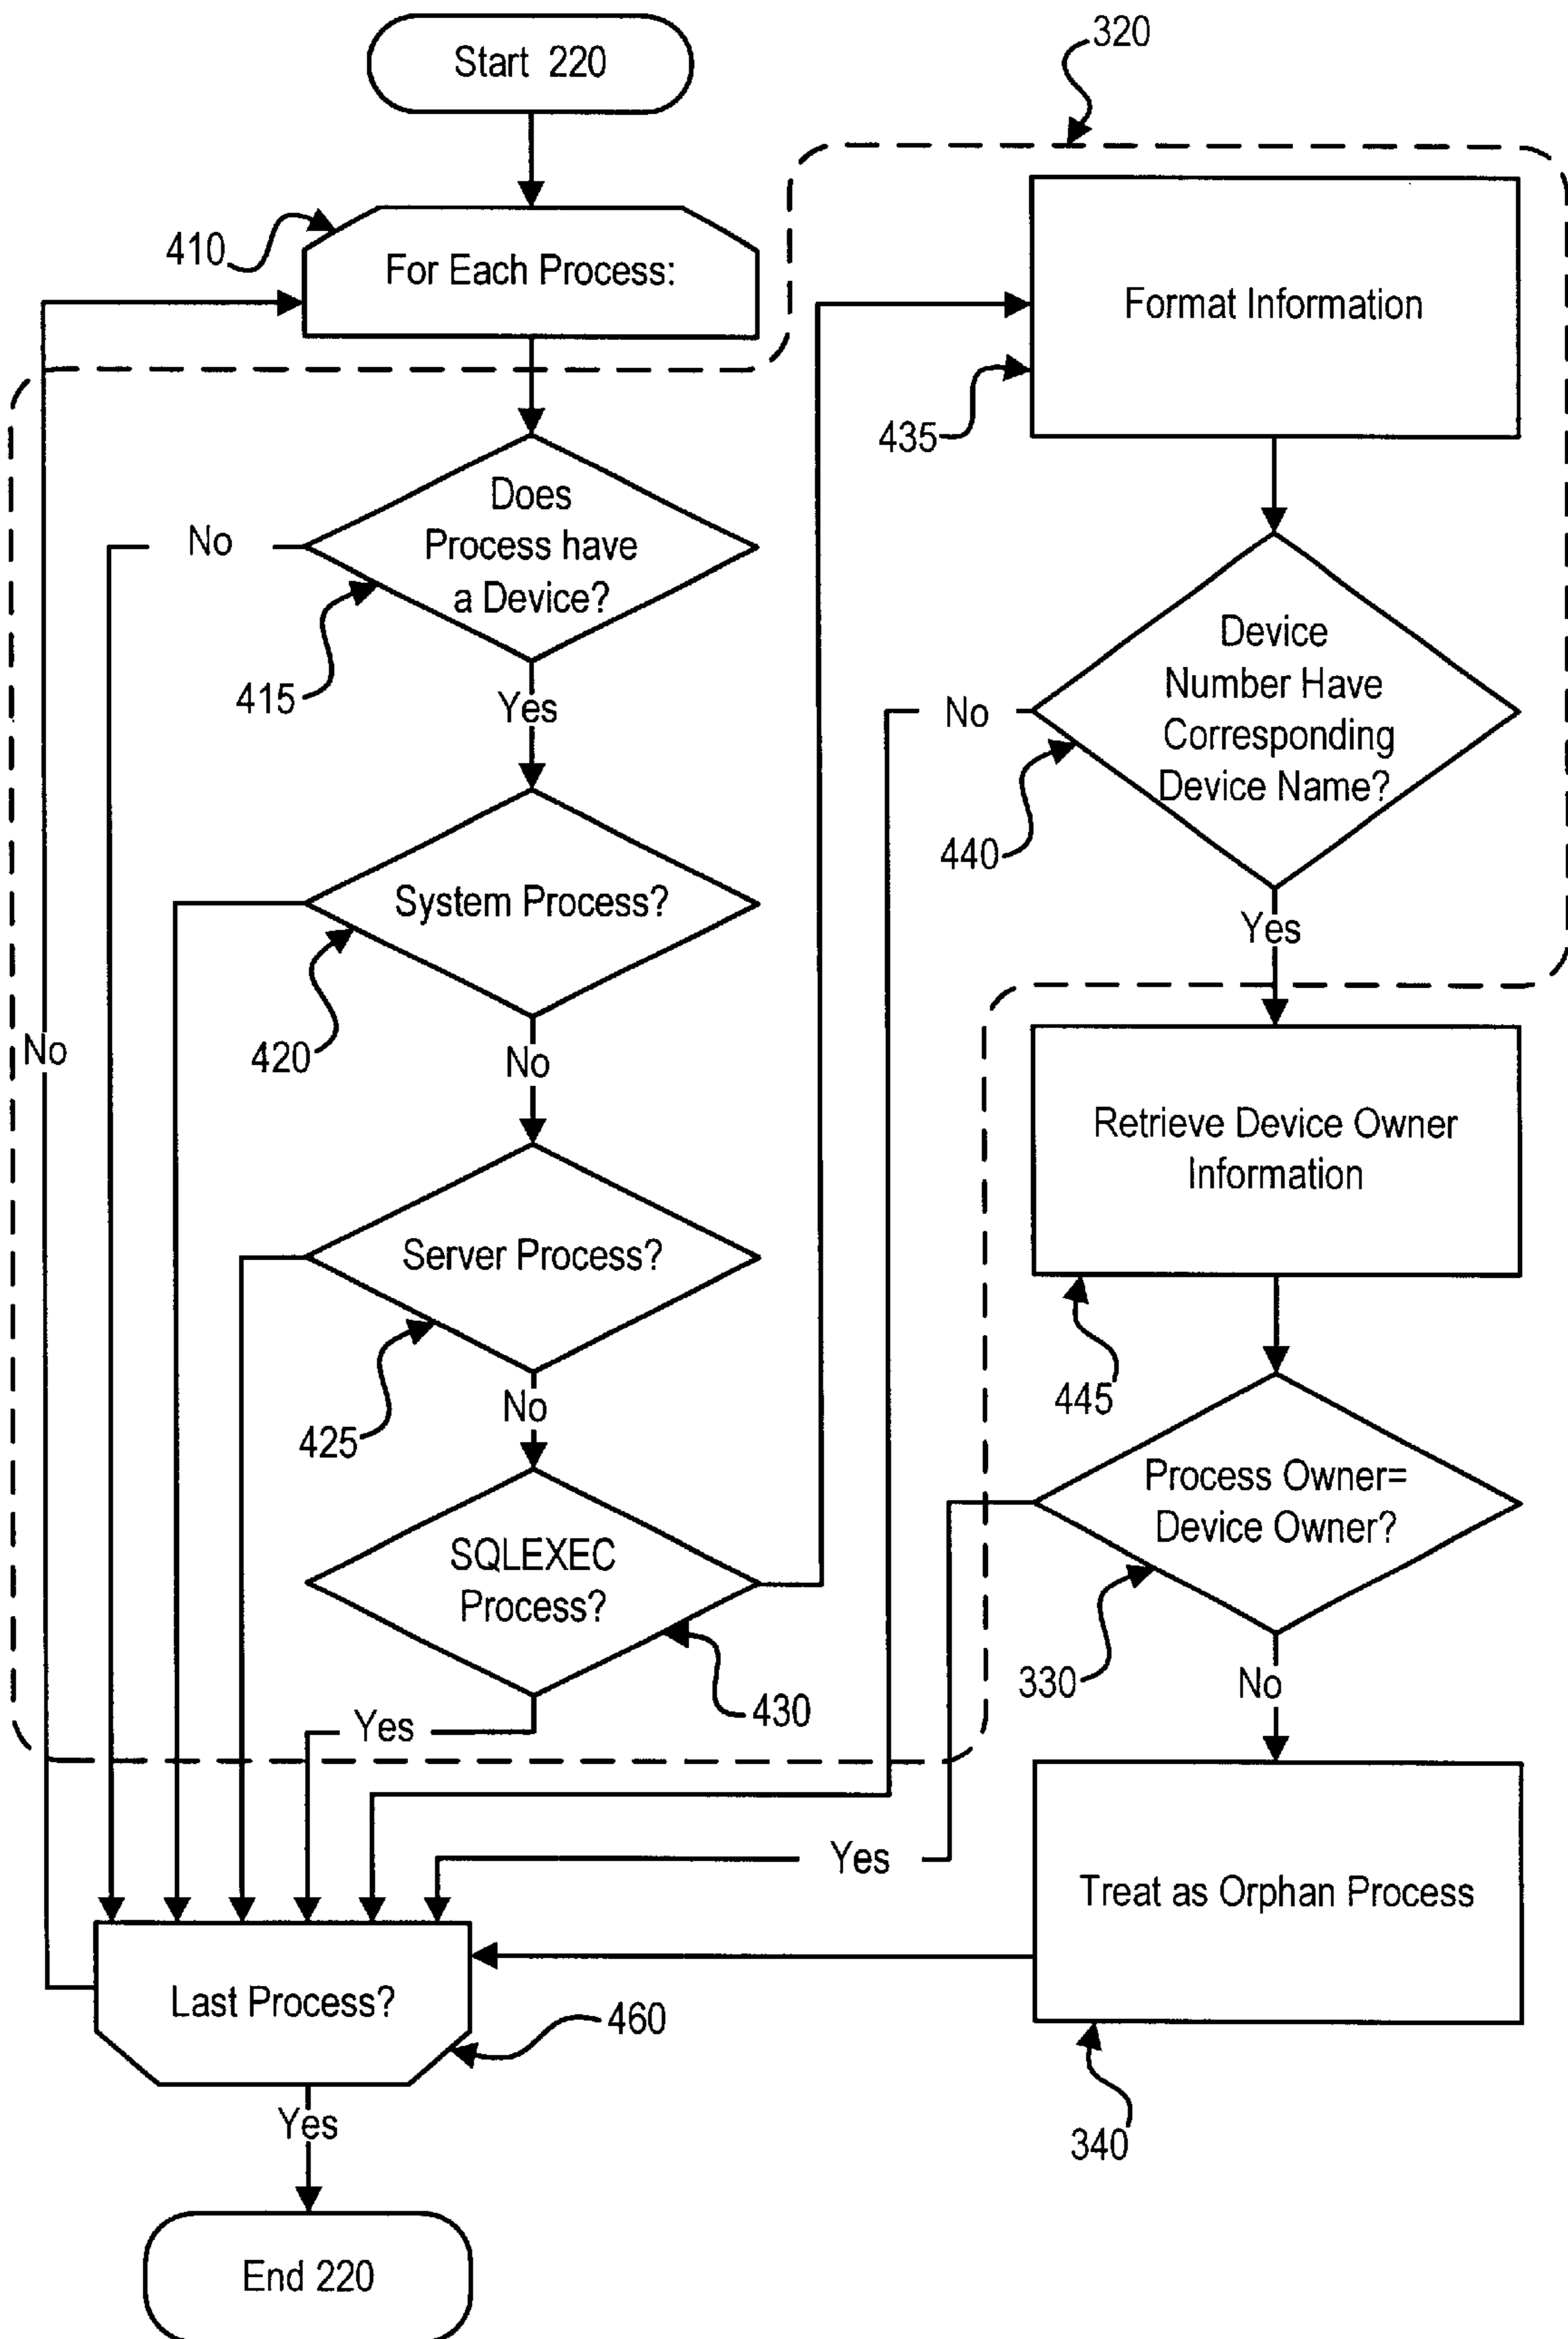 Start 220
320
410
For Each Process:
Format Information
435
Does
Process have
a Device?
No
415
Yes
Device
Number Have
Corresponding
Device Name?
No
440
Yes
System Process?
420
No
No
Retrieve Device Owner
Information
445
Server Process?
425
No
Process Owner=
Device Owner?
330
No
SQLEXEC
Process?
430
Yes
Yes
Treat as Orphan Process
340
Last Process?
460
Yes
End 220